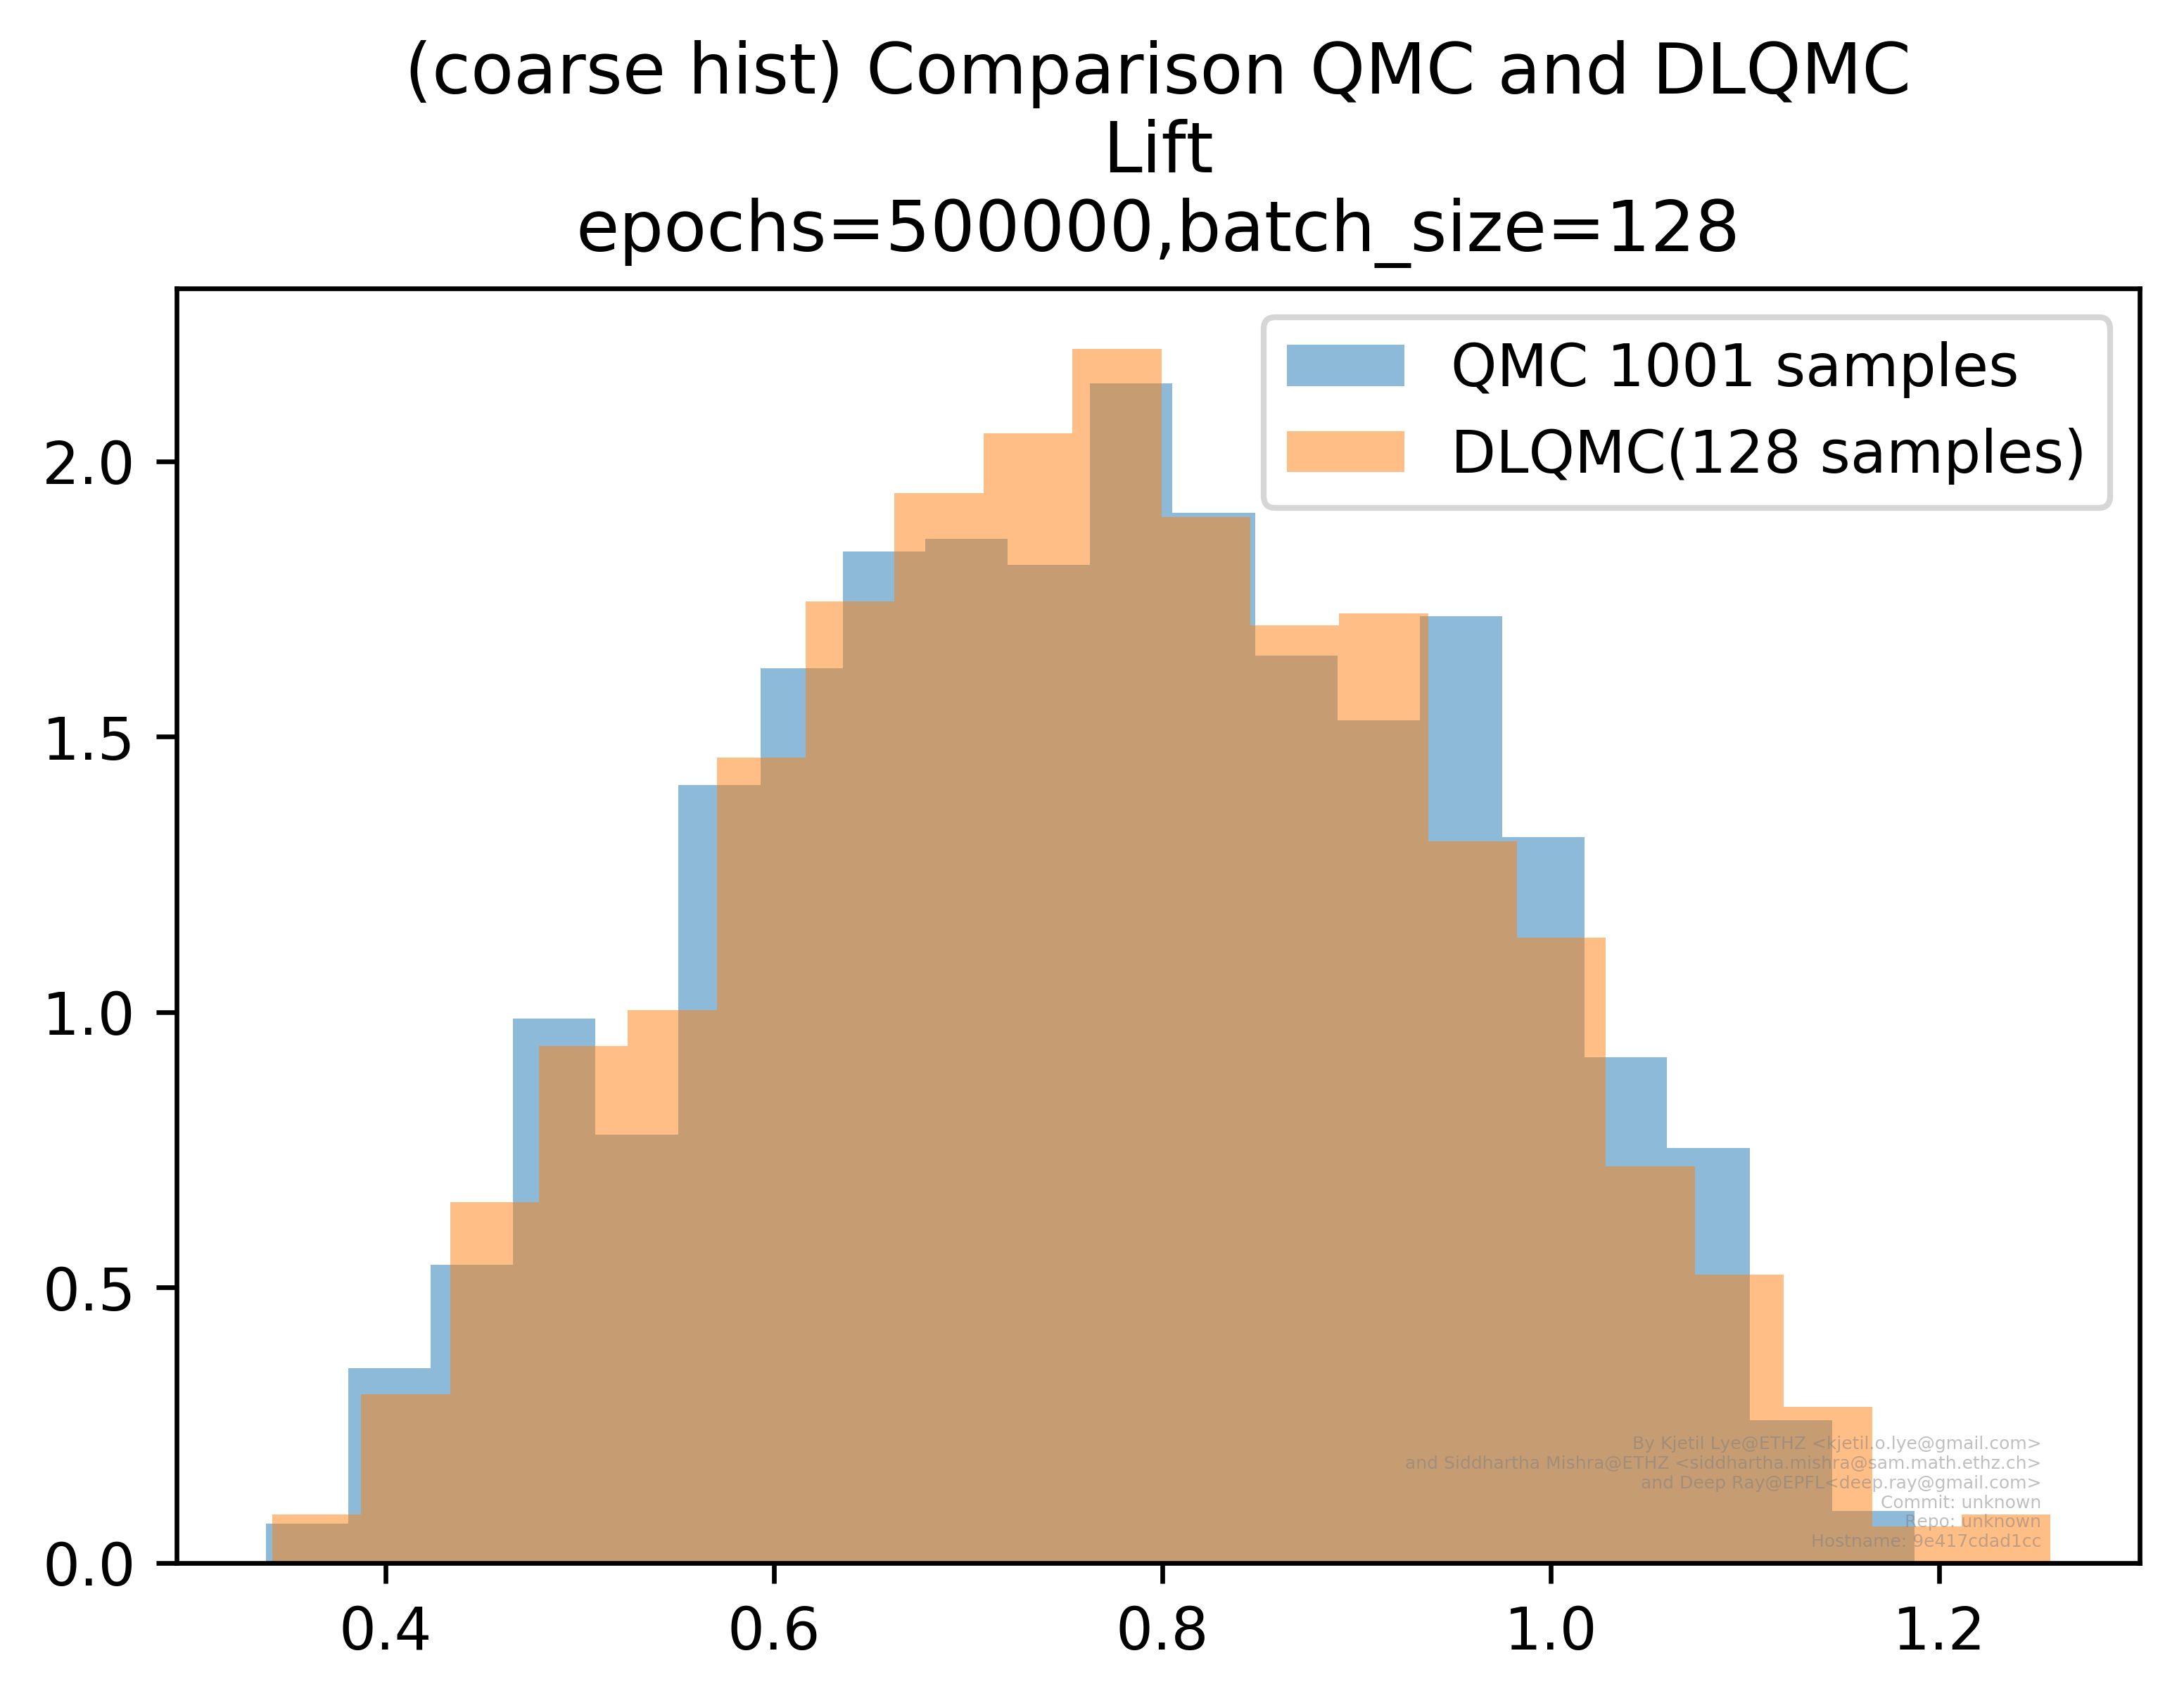 (coarse hist) Comparison QMC and DLQMC
Lift
epochs=500000,batch_size=128
QMC 1001 samples
DLQMC(128 samples)
2.0
1.5
1.0
0.5
0.0
0.4 0.6 0.8 1.0 1.2
By Kjetil Lye@ETHZ <kjetil.o.lye@gmail.com>
and Siddhartha Mishra@ETHZ <siddhartha.mishra@sam.math.ethz.ch>
and Deep Ray@EPFL<deep.ray@gmail.com>
Commit: unknown
Repo: unknown
Hostname: 9e417cdad1cc